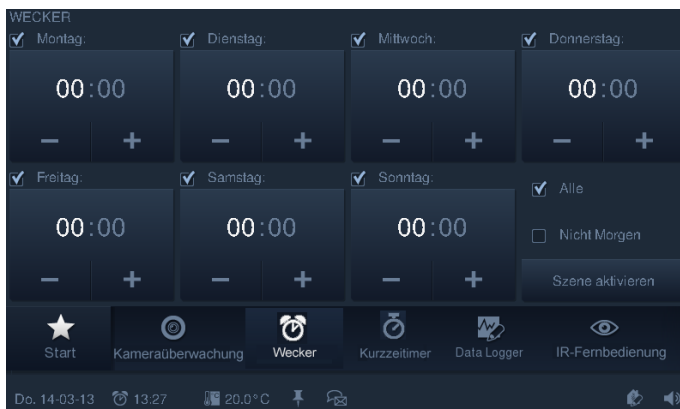 WECKER
Montag: Dienstag: Mittwoch: Donnerstag:
00:00 00:00 00:00 00:00
− + − + − + − +
Freitag: Samstag: Sonntag:
Alle
00:00 00:00 00:00
Nicht Morgen
− + − + − +
Szene aktivieren
Start Kameraüberwachung Wecker Kurzzeitimer Data Logger IR-Fernbedienung
Do. 14-03-13 13:27 20.0°C